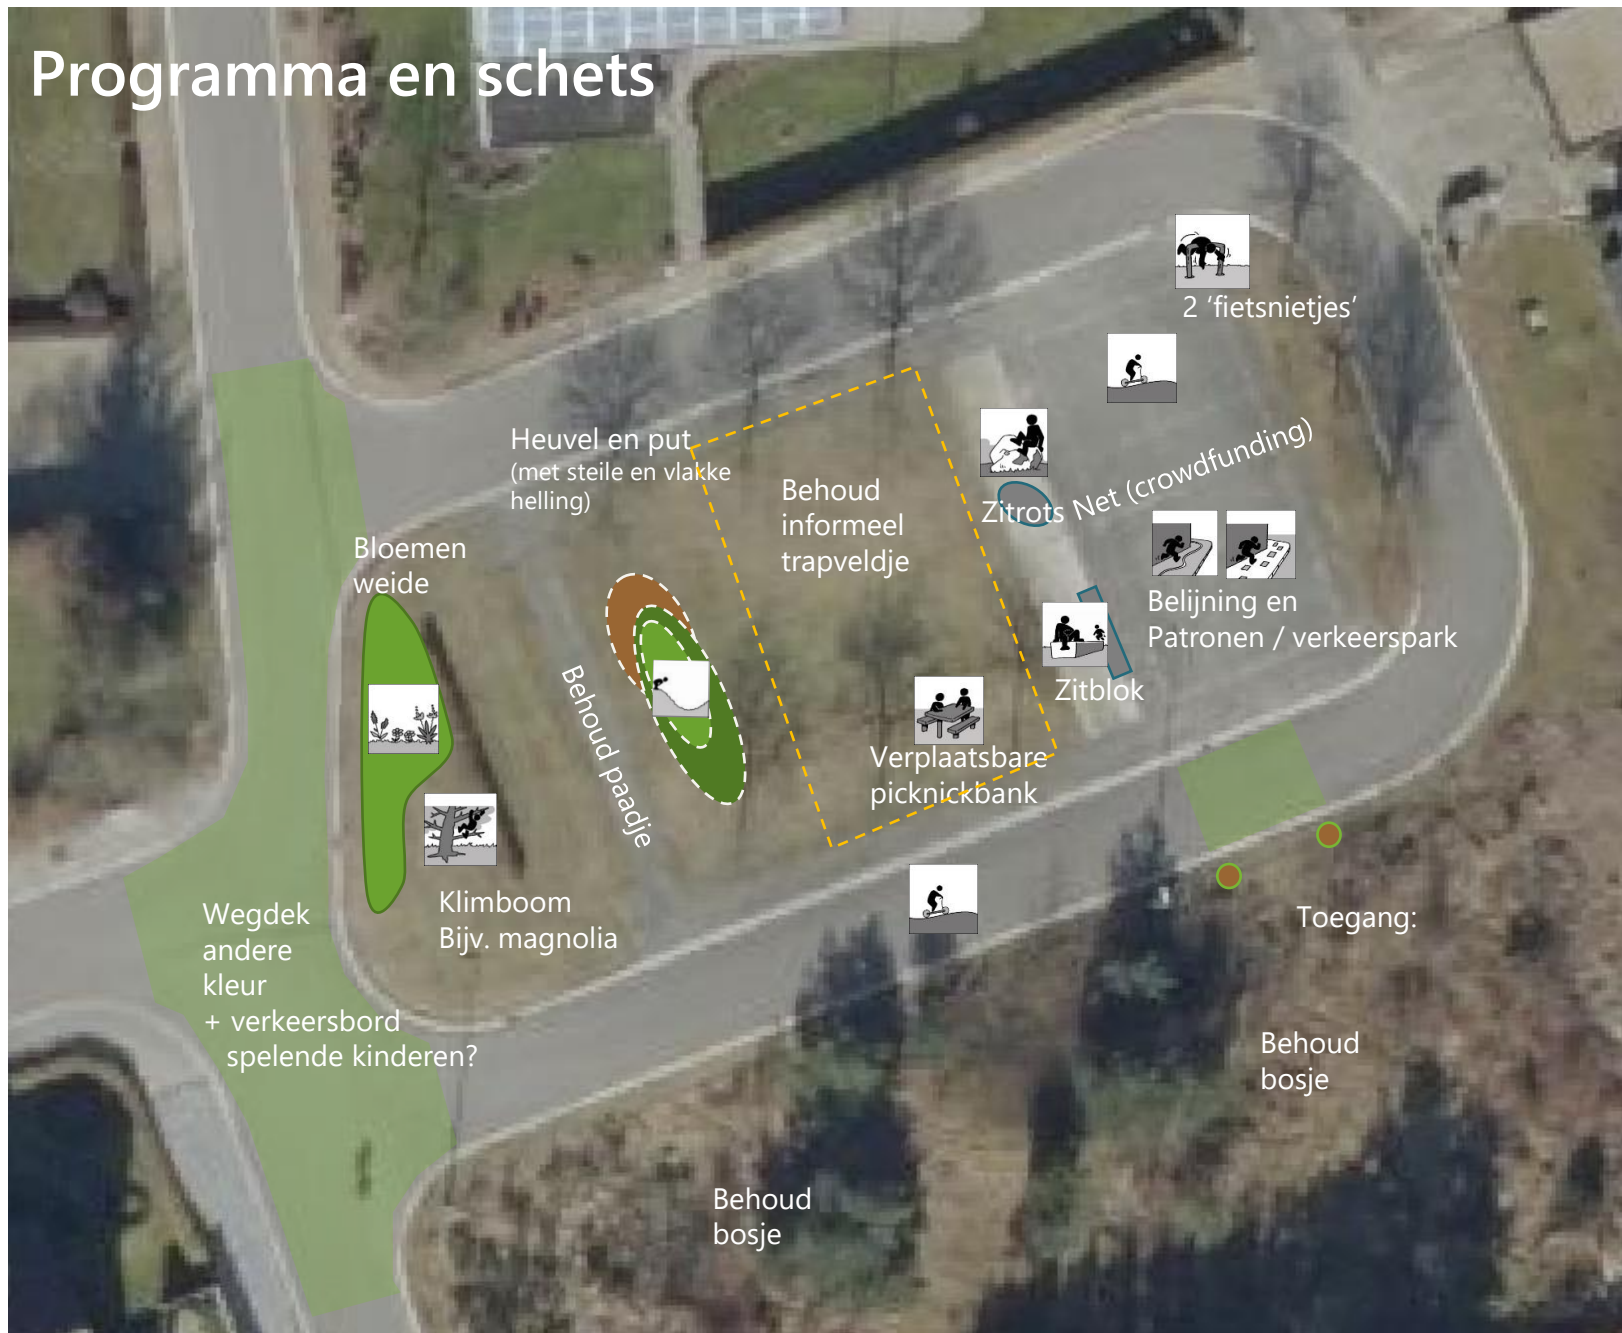 Programma en schets
2 ‘fietsnietjes’
Heuvel en put
(met steile en vlakke
helling)
Behoud
informeel
trapveldje
Zitrots
Net (crowdfunding)
Bloemen
weide
Belijning en
Patronen / verkeerspark
Behoud paadje
Zitblok
Verplaatsbare
picknickbank
Klimboom
Bijv. magnolia
Wegdek
andere
kleur
+ verkeersbord
spelende kinderen?
Toegang:
Behoud
bosje
Behoud
bosje